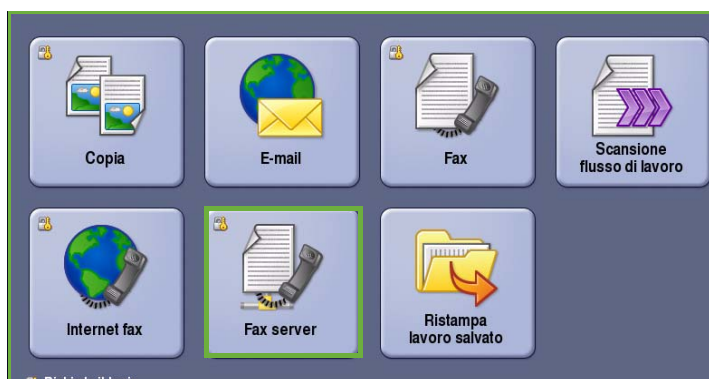 Copia
E-mail
Fax
Scansione
flusso di lavoro
Internet fax
Fax server
Ristampa
lavoro salvato